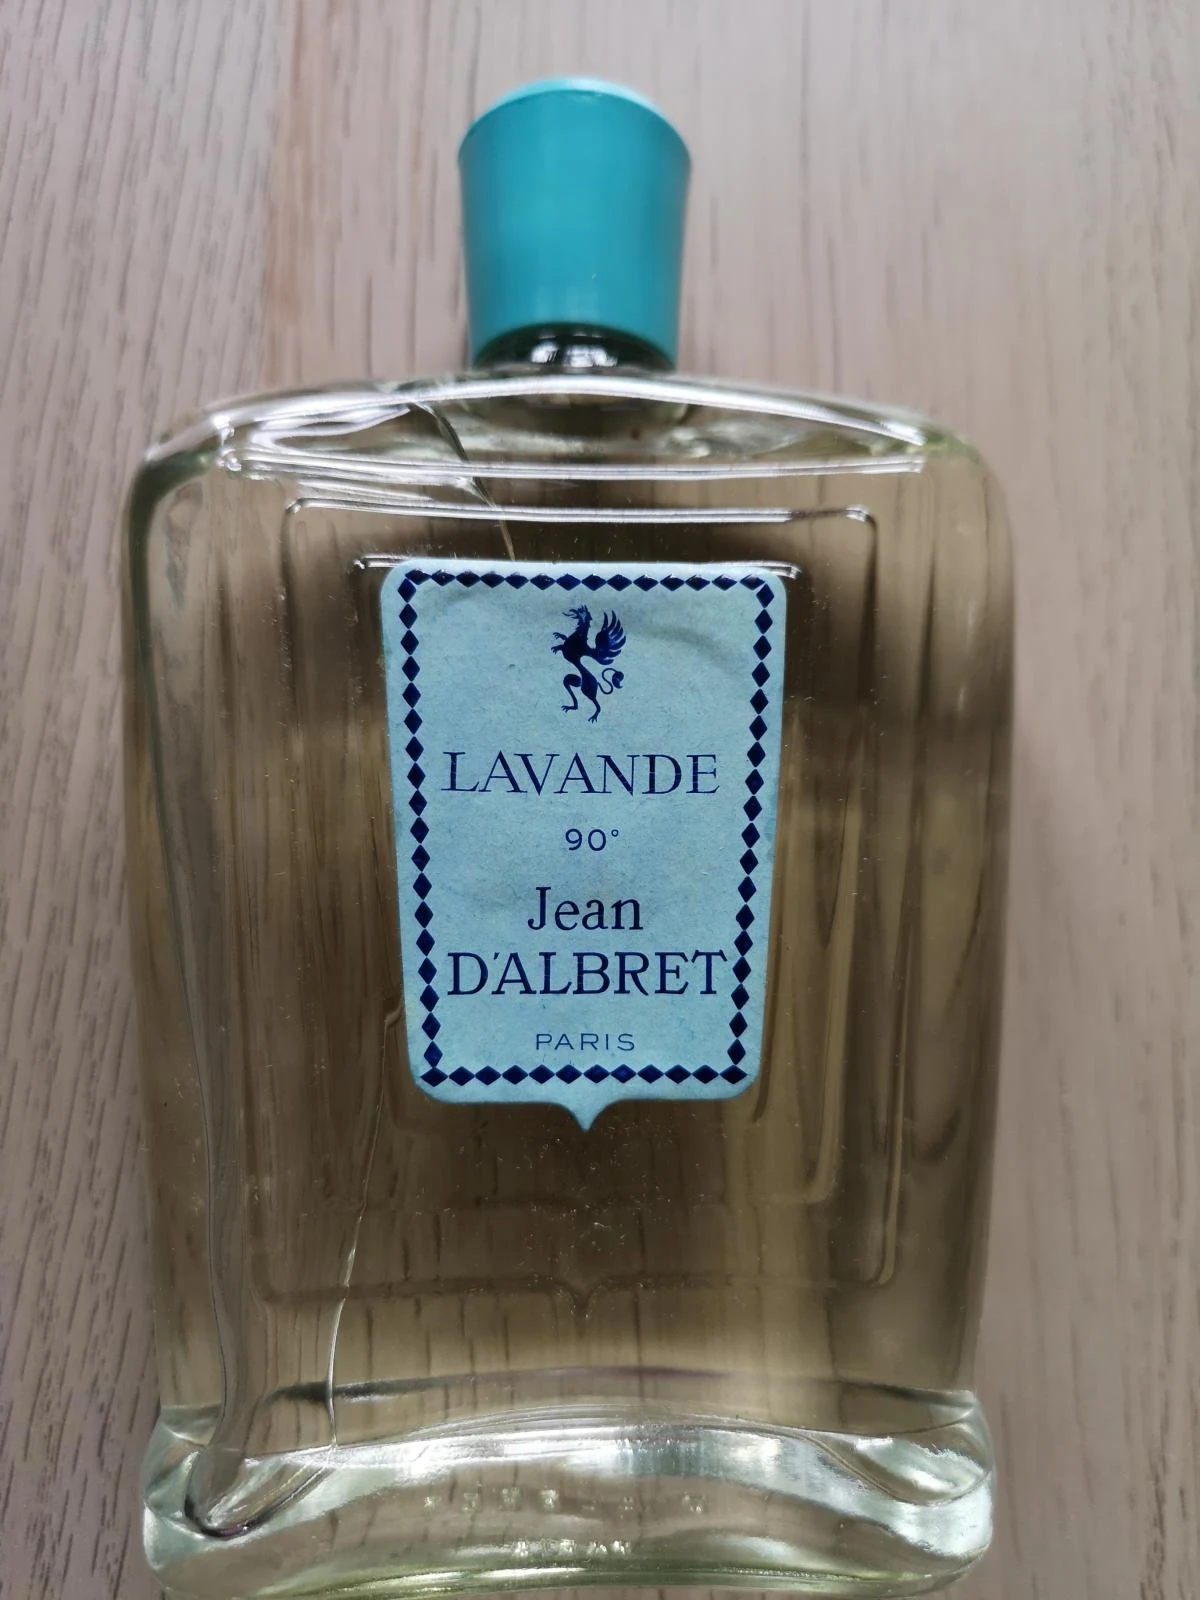 LAVANDE
90°
Jean
D'ALBRET
PARIS